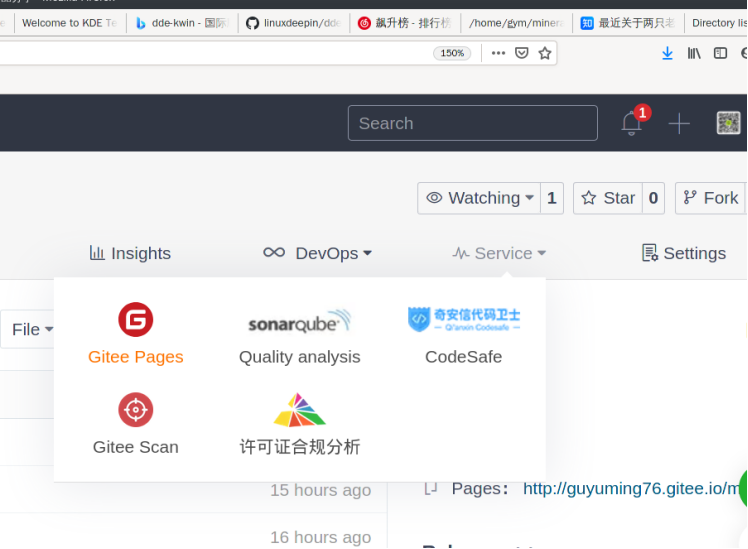 Welcome to KDE Te
dde-kwin - 国际
linuxdeepin/dde
飙升榜 - 排行榜
/home/gym/minera
知 最近关于两只老
Directory lis
150%
Search
1
Watching 1
Star 0
Fork
Insights
DevOps
Service
Settings
File
Gitee Pages
sonarqube
Quality analysis
奇安信代码卫士
Qi'anxin Codesafe
CodeSafe
Gitee Scan
许可证合规分析
15 hours ago
Pages: http://guyuming76.gitee.io/m
16 hours ago